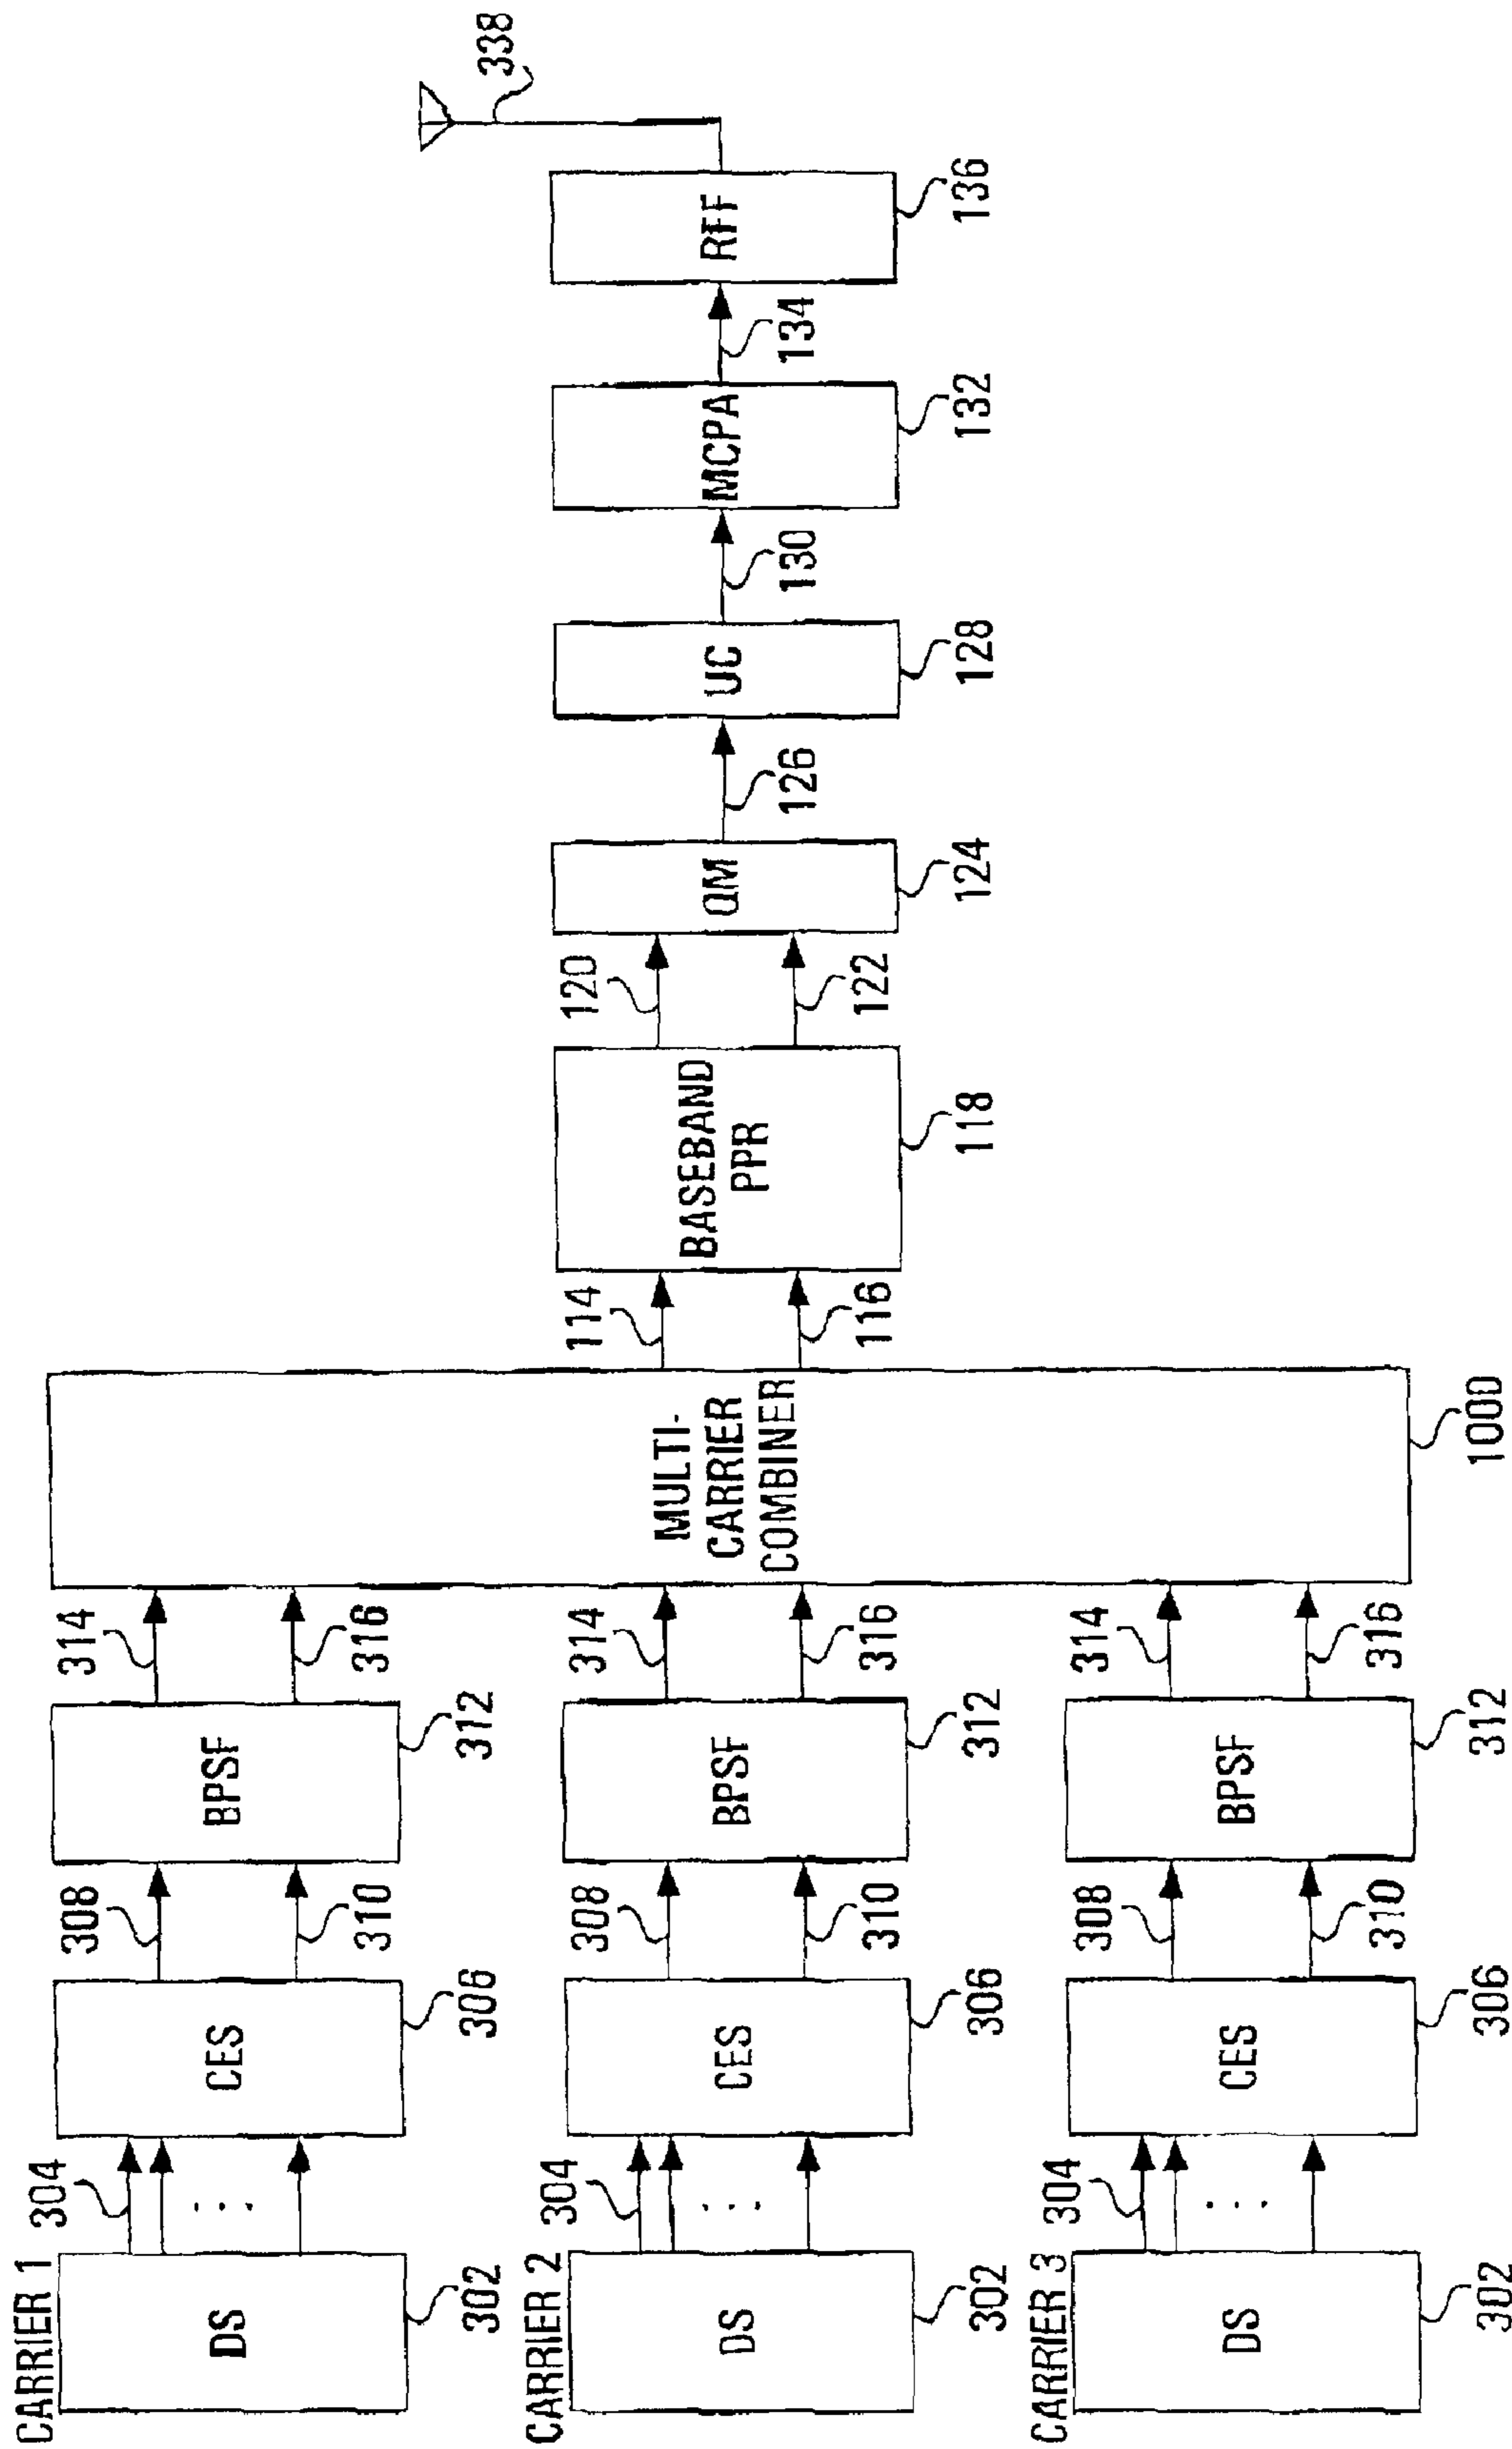 CARRIER 1
DS
302
304
CES
306
308
310
BPSF
312
314
316
CARRIER 2
DS
302
304
CES
306
308
310
BPSF
312
314
316
CARRIER 3
DS
302
304
CES
306
308
310
BPSF
312
314
316
MULTI-
CARRIER
COMBINER
1000
114
116
BASEBAND
PPR
118
120
122
QM
124
126
UC
128
130
MCPA
132
134
RFF
136
338